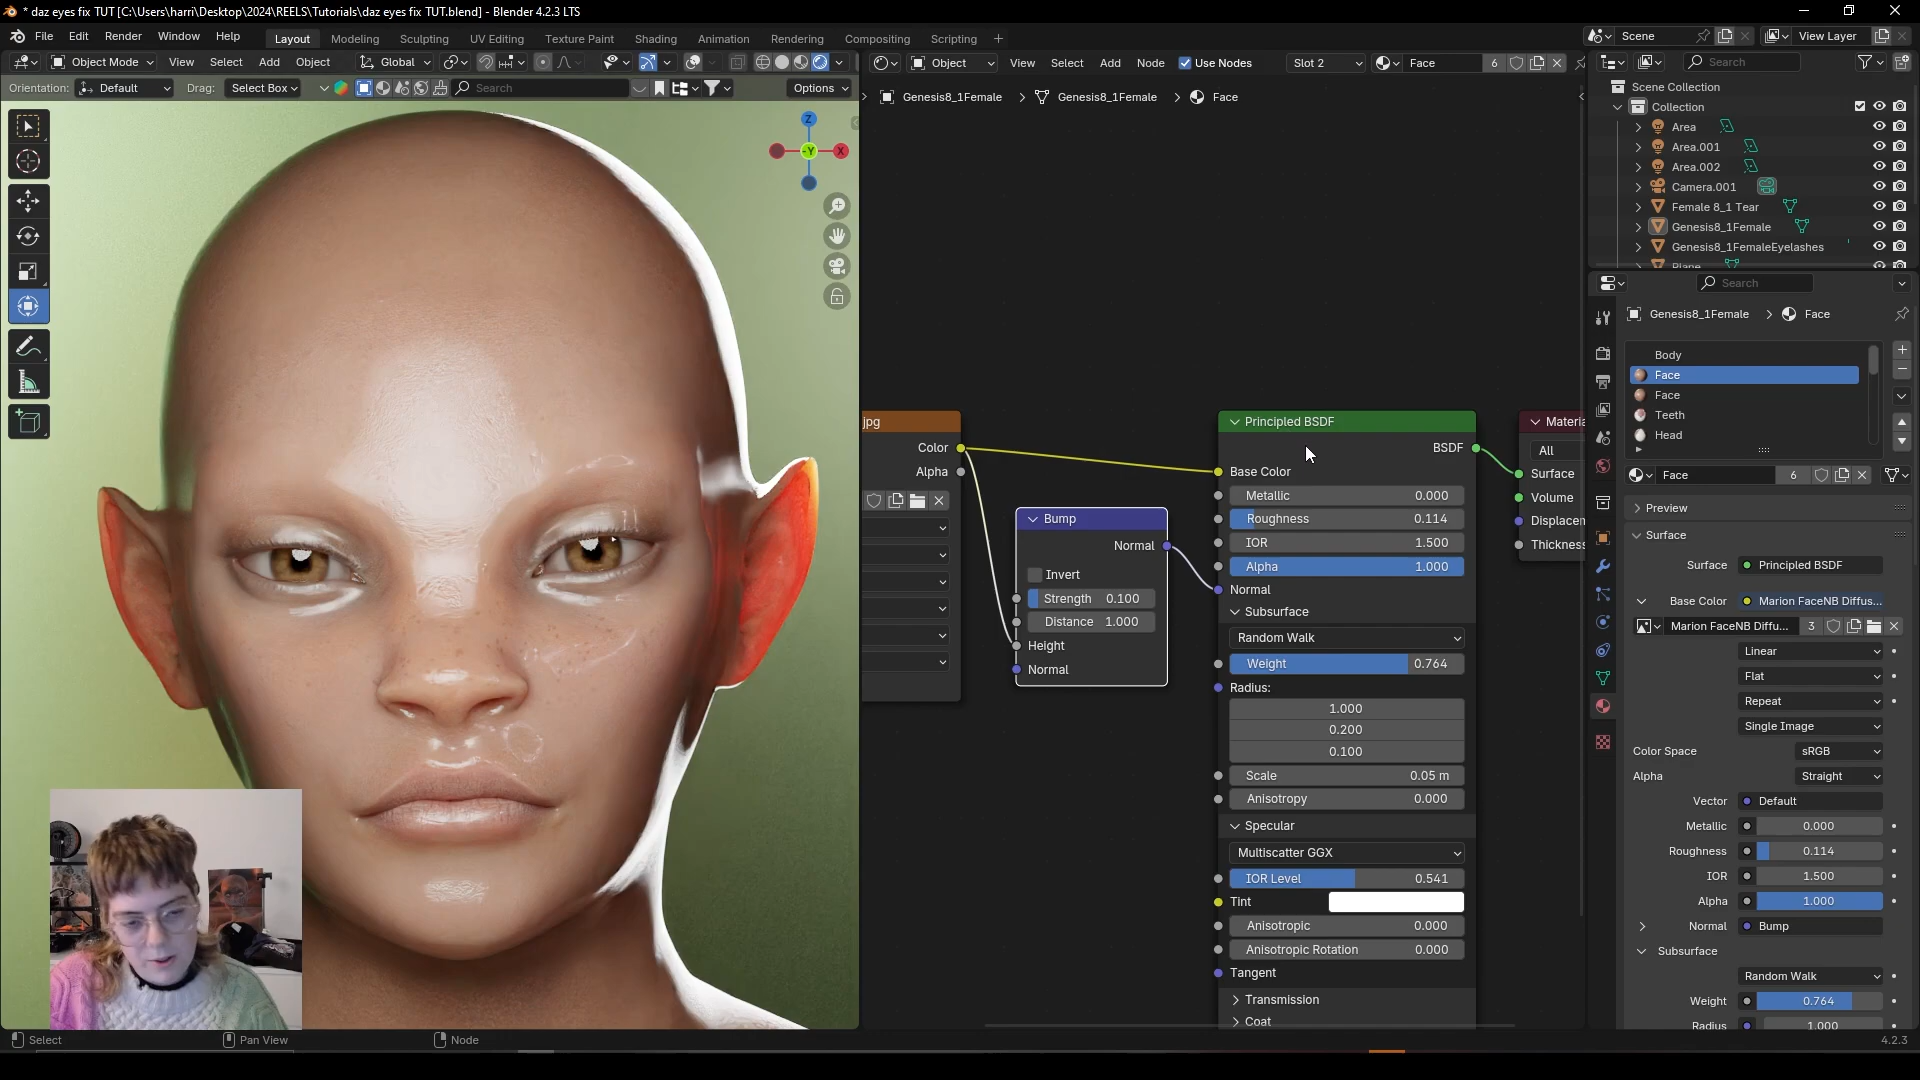 * daz eyes fix TUT [C:\Users\harri\Desktop\2024\REELS\Tutorials\daz eyes fix TUT.blend] - Blender 4.2.3 LTS
File Edit Render Window Help Layout Modeling Sculpting UV Editing Texture Paint Shading Animation Rendering Compositing Scripting + Scene View Layer
Object Mode View Select Add Object Global Object View Select Add Node Use Nodes Slot 2 Face 6 Search
Orientation: Default Drag: Select Box Search Options
Genesis8_1Female > Genesis8_1Female > Face
Scene Collection
Collection
Area
Area.001
Area.002
Camera.001
Female 8_1 Tear
Genesis8_1Female
Genesis8_1FemaleEyelashes
Plane
Z
-Y
X
jpg
Color
Alpha
Bump
Normal
Invert
Strength 0.100
Distance 1.000
Height
Normal
Principled BSDF
BSDF
Base Color
Metallic 0.000
Roughness 0.114
IOR 1.500
Alpha 1.000
Normal
Subsurface
Random Walk
Weight 0.764
Radius:
1.000
0.200
0.100
Scale 0.05 m
Anisotropy 0.000
Specular
Multiscatter GGX
IOR Level 0.541
Tint
Anisotropic 0.000
Anisotropic Rotation 0.000
Tangent
Transmission
Coat
Materia
All
Surface
Volume
Displacen
Thickness
Search
Genesis8_1Female > Face
Body
Face
Face
Teeth
Head
Face 6
Preview
Surface
Surface Principled BSDF
Base Color Marion FaceNB Diffus...
Marion FaceNB Diffu... 3
Linear
Flat
Repeat
Single Image
Color Space sRGB
Alpha Straight
Vector Default
Metallic 0.000
Roughness 0.114
IOR 1.500
Alpha 1.000
Normal Bump
Subsurface
Random Walk
Weight 0.764
Radius 1.000
Select Pan View Node 4.2.3